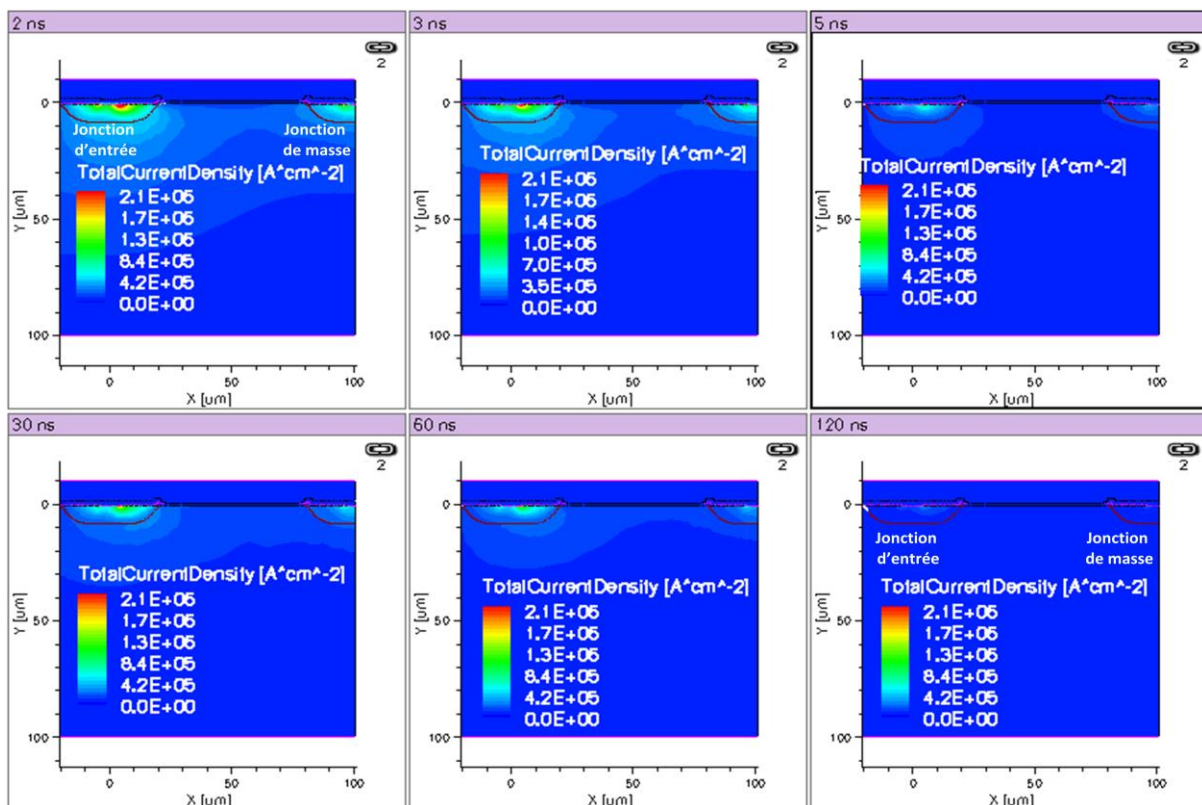 2 ns
2
0
Jonction
d'entrée
Jonction
de masse
TotalCurrentDensity [A^cm^-2]
2.1E+05
1.7E+05
1.3E+05
8.4E+05
4.2E+05
0.0E+00
Y [um]
50
100
0 50 100
X [um]
3 ns
2
0
TotalCurrentDensity [A^cm^-2]
2.1E+05
1.7E+05
1.4E+05
1.0E+05
7.0E+05
3.5E+05
0.0E+00
Y [um]
50
100
0 50 100
X [um]
5 ns
2
0
TotalCurrentDensity [A^cm^-2]
2.1E+05
1.7E+05
1.3E+05
8.4E+05
4.2E+05
0.0E+00
Y [um]
50
100
0 50 100
X [um]
30 ns
2
0
TotalCurrentDensity [A^cm^-2]
2.1E+05
1.7E+05
1.3E+05
8.4E+05
4.2E+05
0.0E+00
Y [um]
50
100
0 50 100
X [um]
60 ns
2
0
TotalCurrentDensity [A^cm^-2]
2.1E+05
1.7E+05
1.3E+05
8.4E+05
4.2E+05
0.0E+00
Y [um]
50
100
0 50 100
X [um]
120 ns
2
0
Jonction
d'entrée
Jonction
de masse
TotalCurrentDensity [A^cm^-2]
2.1E+05
1.7E+05
1.3E+05
8.4E+05
4.2E+05
0.0E+00
Y [um]
50
100
0 50 100
X [um]